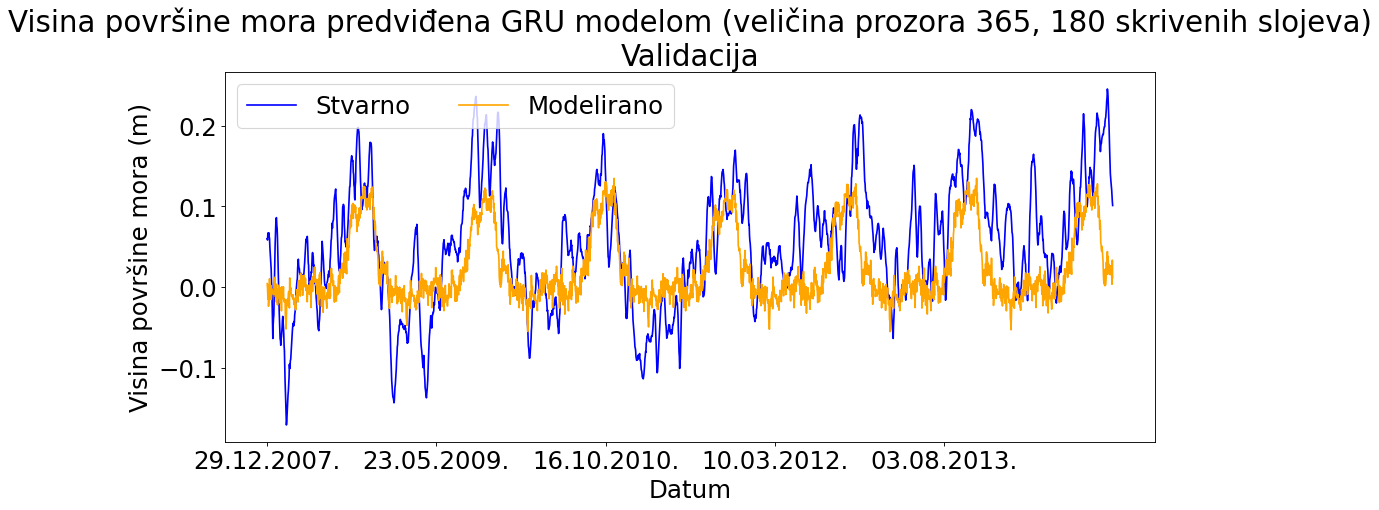 Visina površine mora predviđena GRU modelom (veličina prozora 365, 180 skrivenih slojeva)
Validacija
Stvarno
Modelirano
Visina površine mora (m)
0.2
0.1
0.0
−0.1
29.12.2007.
23.05.2009.
16.10.2010.
10.03.2012.
03.08.2013.
Datum